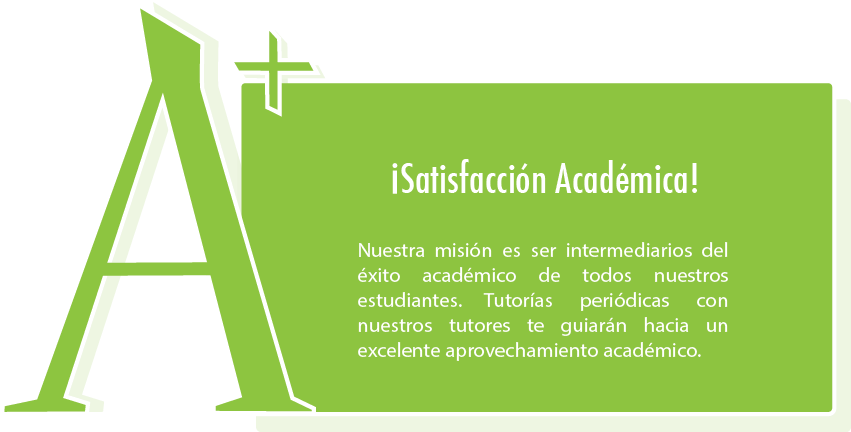 A+
¡Satisfacción Académica!
Nuestra misión es ser intermediarios del
éxito académico de todos nuestros
estudiantes. Tutorías periódicas con
nuestros tutores te guiarán hacia un
excelente aprovechamiento académico.